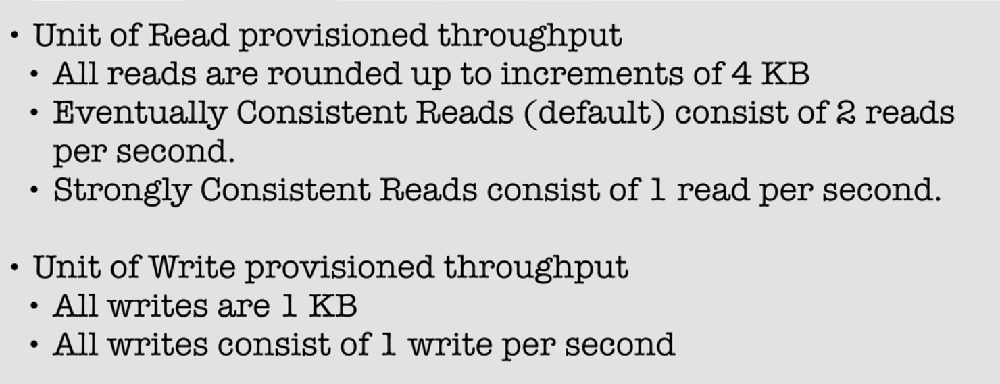 • Unit of Read provisioned throughput
• All reads are rounded up to increments of 4 KB
• Eventually Consistent Reads (default) consist of 2 reads
per second.
• Strongly Consistent Reads consist of 1 read per second.
• Unit of Write provisioned throughput
• All writes are 1 KB
• All writes consist of 1 write per second